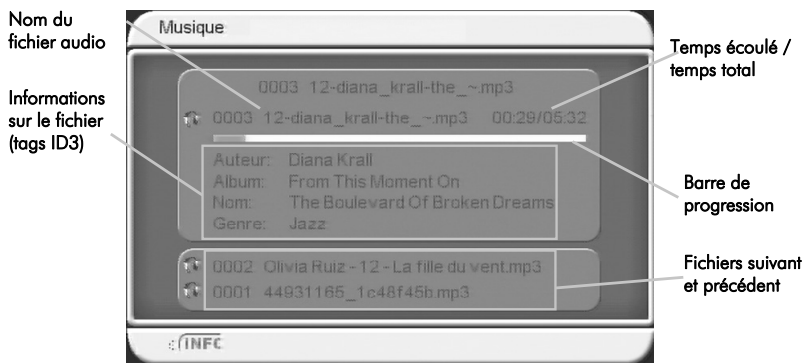 Nom du
fichier audio
Musique
Temps écoulé /
temps total
0003 12-diana_krall-the_~.mp3
0003 12-diana_krall-the_~.mp3 00:29/05:32
Informations
sur le fichier
(tags ID3)
Auteur: Diana Krall
Album: From This Moment On
Nom: The Boulevard Of Broken Dreams
Genre: Jazz
Barre de
progression
0002 Olivia Ruiz - 12 - La fille du vent.mp3
0001 44931165_1c48f45b.mp3
Fichiers suivant
et précédent
INFO